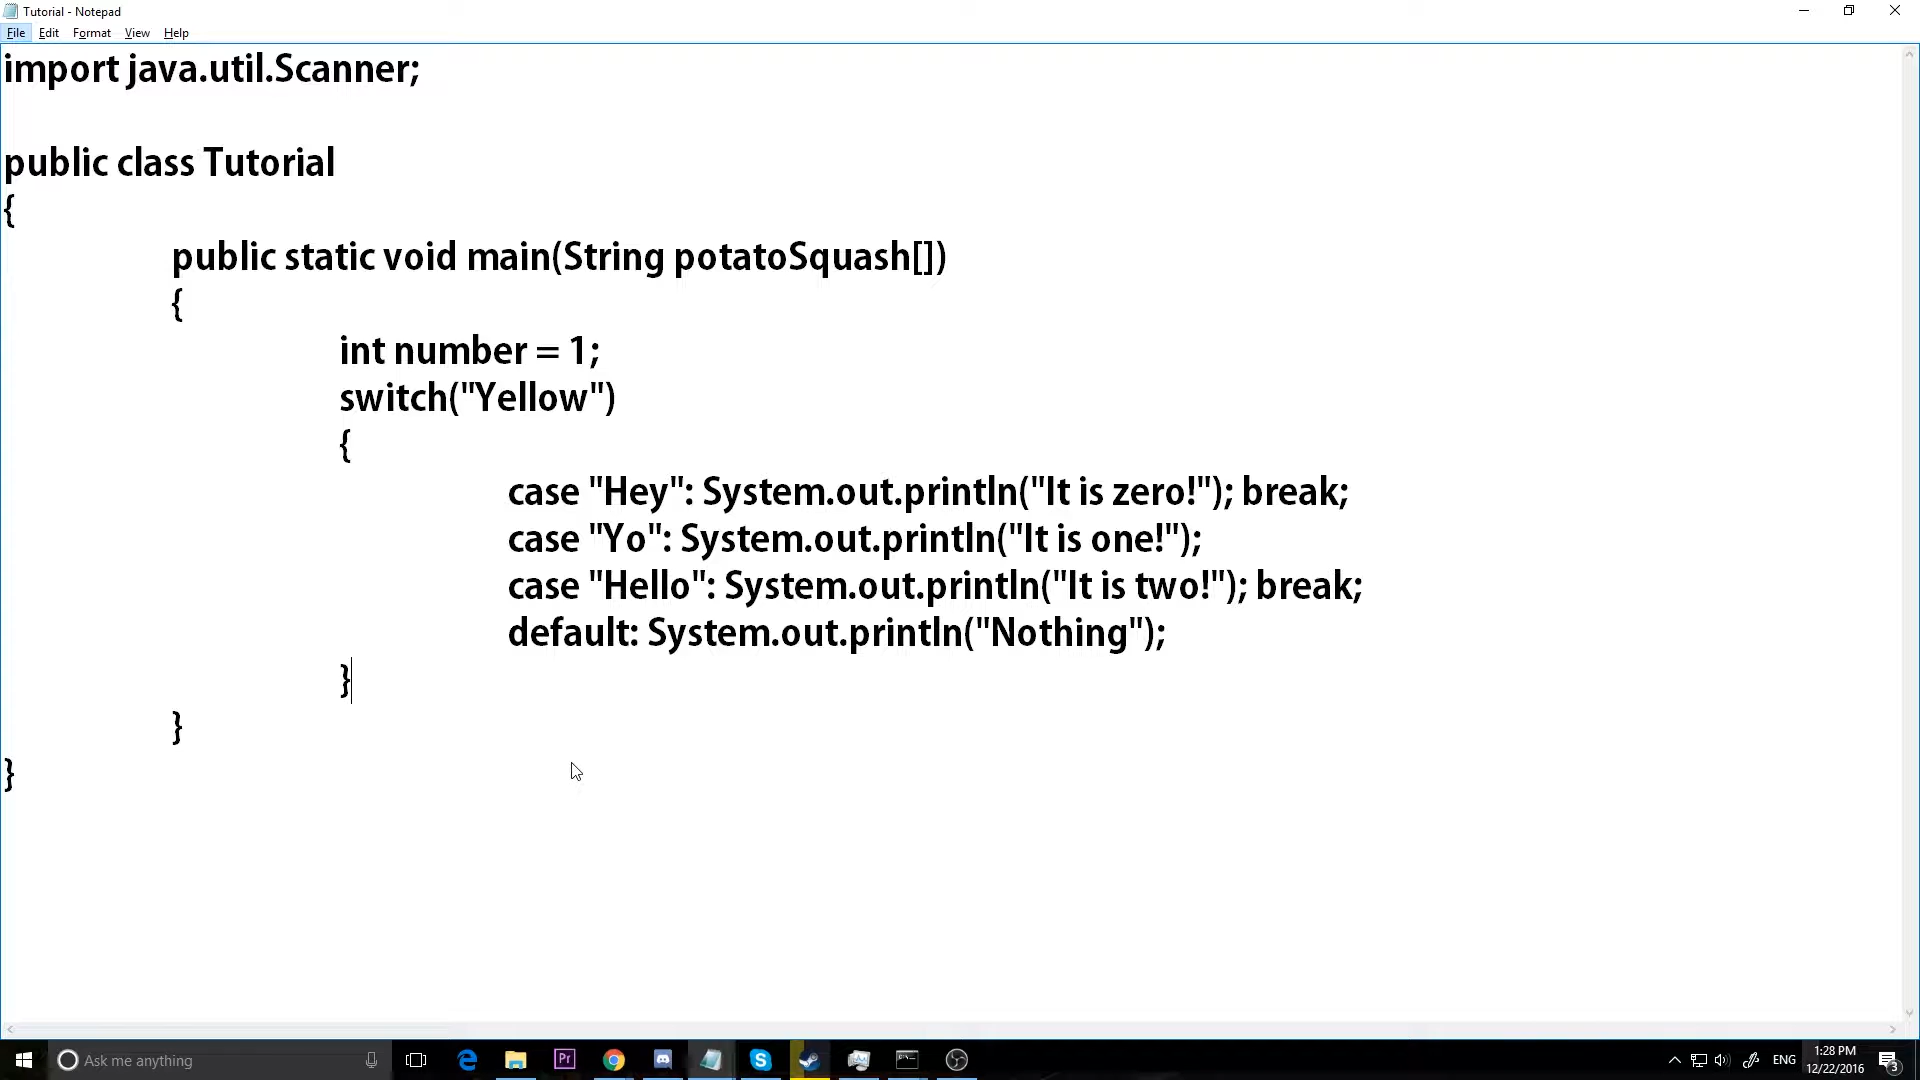 Tutorial - Notepad
File Edit Format View Help
import java.util.Scanner;
public class Tutorial
{
public static void main(String potatoSquash[])
{
int number = 1;
switch("Yellow")
{
case "Hey": System.out.println("It is zero!"); break;
case "Yo": System.out.println("It is one!");
case "Hello": System.out.println("It is two!"); break;
default: System.out.println("Nothing");
}
}
}
Ask me anything
Pr
ENG
1:28 PM
12/22/2016
3